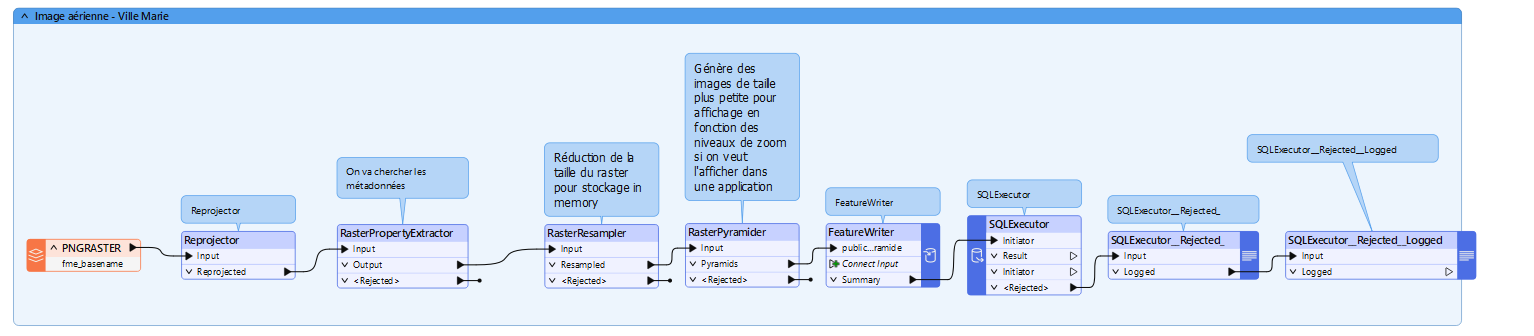 Image aérienne - Ville Marie
PNGRASTER
fme_basename
Reprojector
Reprojector
Input
Reprojected
On va chercher les
métadonnées
RasterPropertyExtractor
Input
Output
<Rejected>
Réduction de la
taille du raster
pour stockage in
memory
RasterResampler
Input
Resampled
<Rejected>
Génère des
images de taille
plus petite pour
affichage en
fonction des
niveaux de zoom
si on veut
l'afficher dans
une application
RasterPyramider
Input
Pyramids
<Rejected>
FeatureWriter
FeatureWriter
public...ramide
Connect Input
Summary
SQLExecutor
SQLExecutor
Initiator
Result
Initiator
<Rejected>
SQLExecutor__Rejected_
SQLExecutor__Rejected_
Input
Logged
SQLExecutor__Rejected__Logged
SQLExecutor__Rejected__Logged
Input
Logged